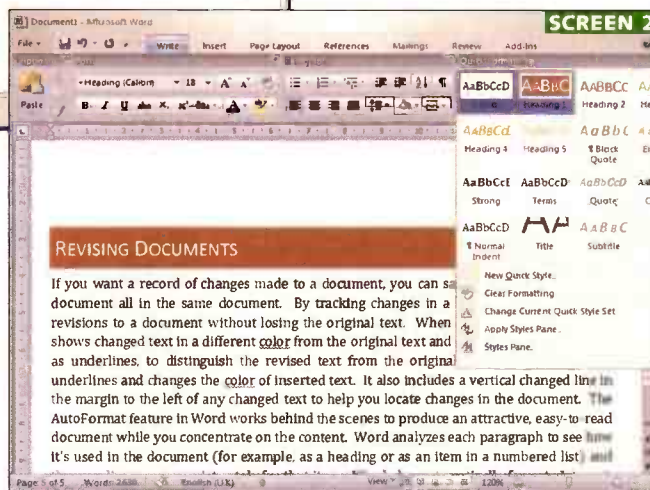 SCREEN 2
Document1 - Microsoft Word
File Write Insert Page Layout References Mailings Review Add-Ins
Paste
Heading (Calibri) 18 A A
B I U abc
AaBbCcD AaBbC AABBCC
Heading 1 Heading 2
AABBCd AaBbC
Heading 4 Heading 5 ¶ Block Quote
AaBbCcI AaBbCcD AaBbCcD
Strong Terms Quote
AaBbCcD AABBC
¶ Normal Indent Title Subtitle
New Quick Style..
Clear Formatting
Change Current Quick Style Set
Apply Styles Pane..
Styles Pane..
REVISING DOCUMENTS
If you want a record of changes made to a document, you can
document all in the same document. By tracking changes in a
revisions to a document without losing the original text. When
shows changed text in a different color from the original text and
as underlines, to distinguish the revised text from the
underlines and changes the color of inserted text. It also includes a vertical changed line in
the margin to the left of any changed text to help you locate changes in the document. The
AutoFormat feature in Word works behind the scenes to produce an attractive, easy-to-read
document while you concentrate on the content. Word analyzes each paragraph to see how
it's used in the document (for example, as a heading or as an item in a numbered list) and
Page 5 of 5 Words: English (UK) View 120%